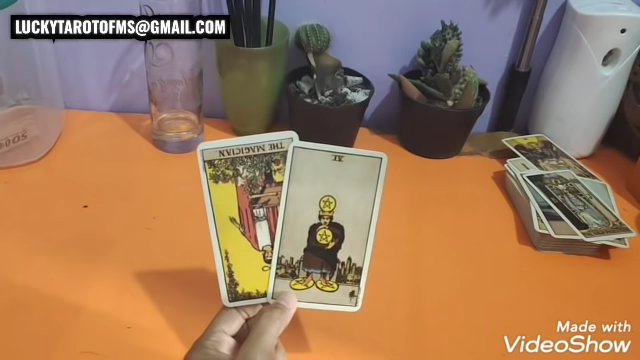 LUCKYTAROTOFMS@GMAIL.COM
THE MAGICIAN
IV
Made with
VideoShow